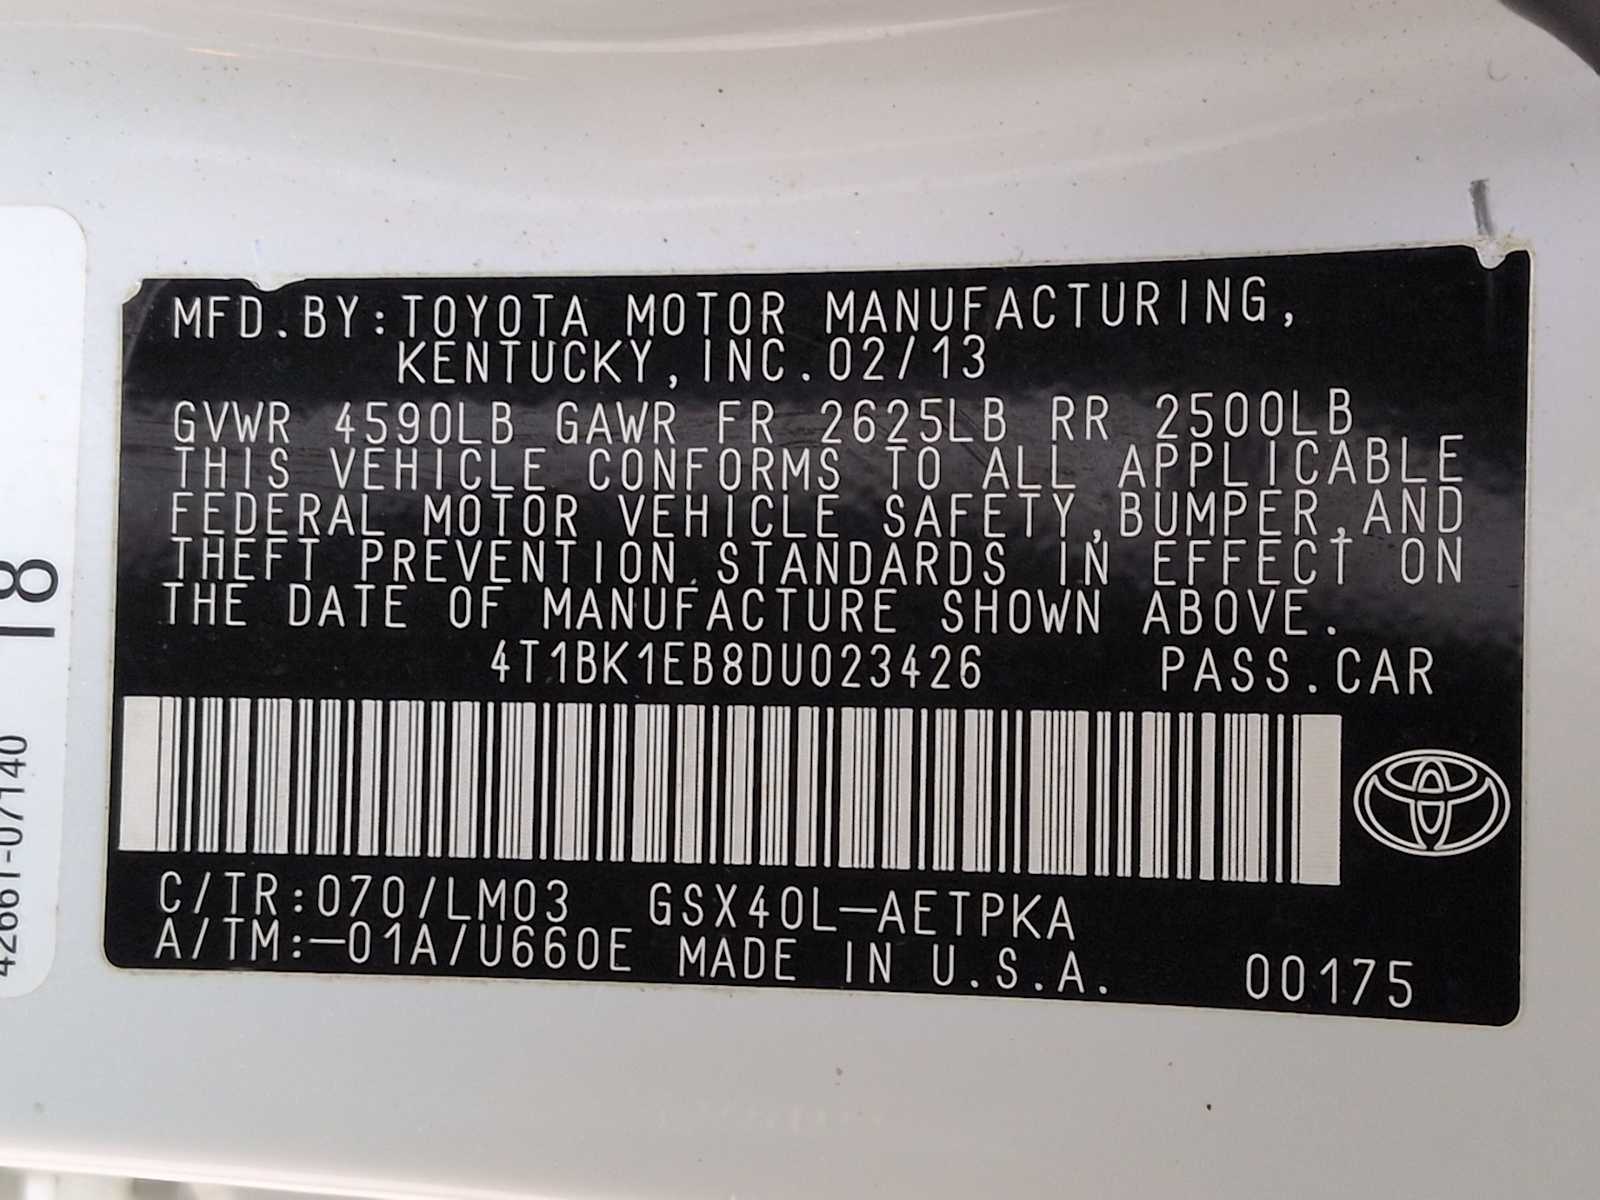 MFD.BY:TOYOTA MOTOR MANUFACTURING,
KENTUCKY,INC.02/13
GVWR 4590LB GAWR FR 2625LB RR 2500LB
THIS VEHICLE CONFORMS TO ALL APPLICABLE
FEDERAL MOTOR VEHICLE SAFETY,BUMPER,AND
THEFT PREVENTION STANDARDS IN EFFECT ON
THE DATE OF MANUFACTURE SHOWN ABOVE.
4T1BK1EB8DU023426 PASS.CAR
C/TR:070/LM03 GSX40L-AETPKA
A/TM:-01A/U660E MADE IN U.S.A. 00175
18
42661-07140